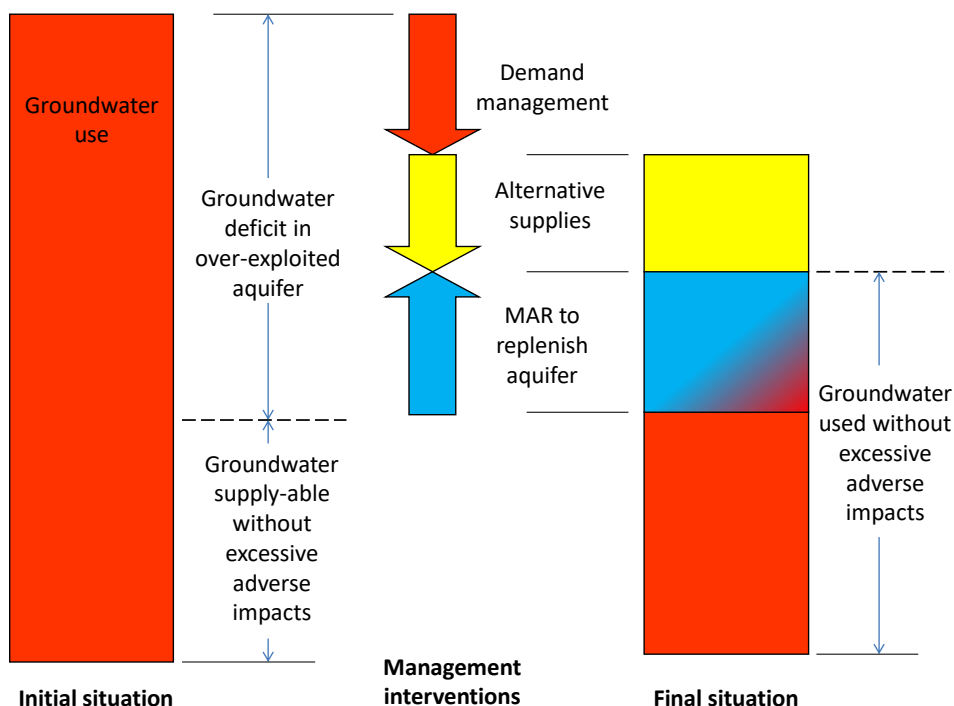 Groundwater
use
Groundwater
deficit in
over-exploited
aquifer
Groundwater
supply-able
without
excessive
adverse
impacts
Initial situation
Demand
management
Alternative
supplies
MAR to
replenish
aquifer
Management
interventions
Groundwater
used without
excessive
adverse
impacts
Final situation